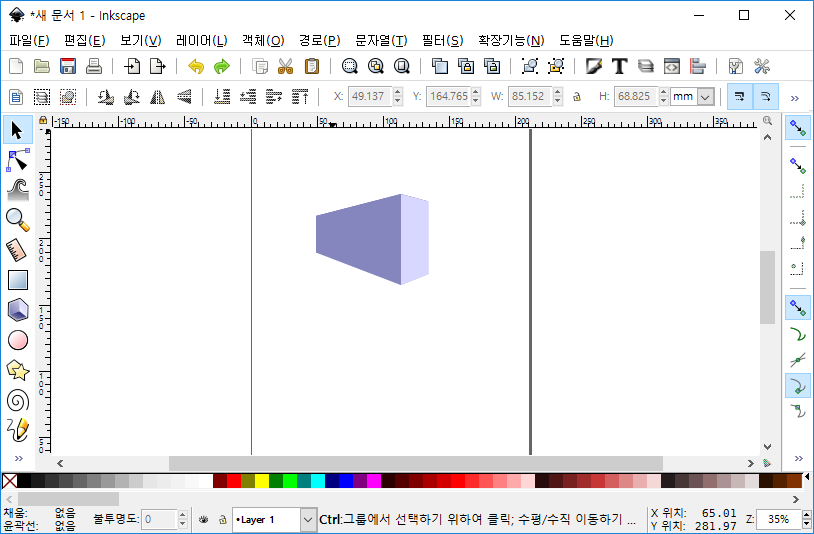 *새 문서 1 - Inkscape
파일(F) 편집(E) 보기(V) 레이어(L) 객체(O) 경로(P) 문자열(T) 필터(S) 확장기능(N) 도움말(H)
X: 49.137 Y: 164.765 W: 85.152 H: 68.825 mm
-150 -100 -50 0 50 100 150 200 250 300 350
250
200
150
100
50
채움: 없음 불투명도: 0 •Layer 1 Ctrl:그룹에서 선택하기 위하여 클릭; 수평/수직 이동하기 ... X 위치: 65.01 Z: 35%
윤곽선: 없음 Y 위치: 281.97